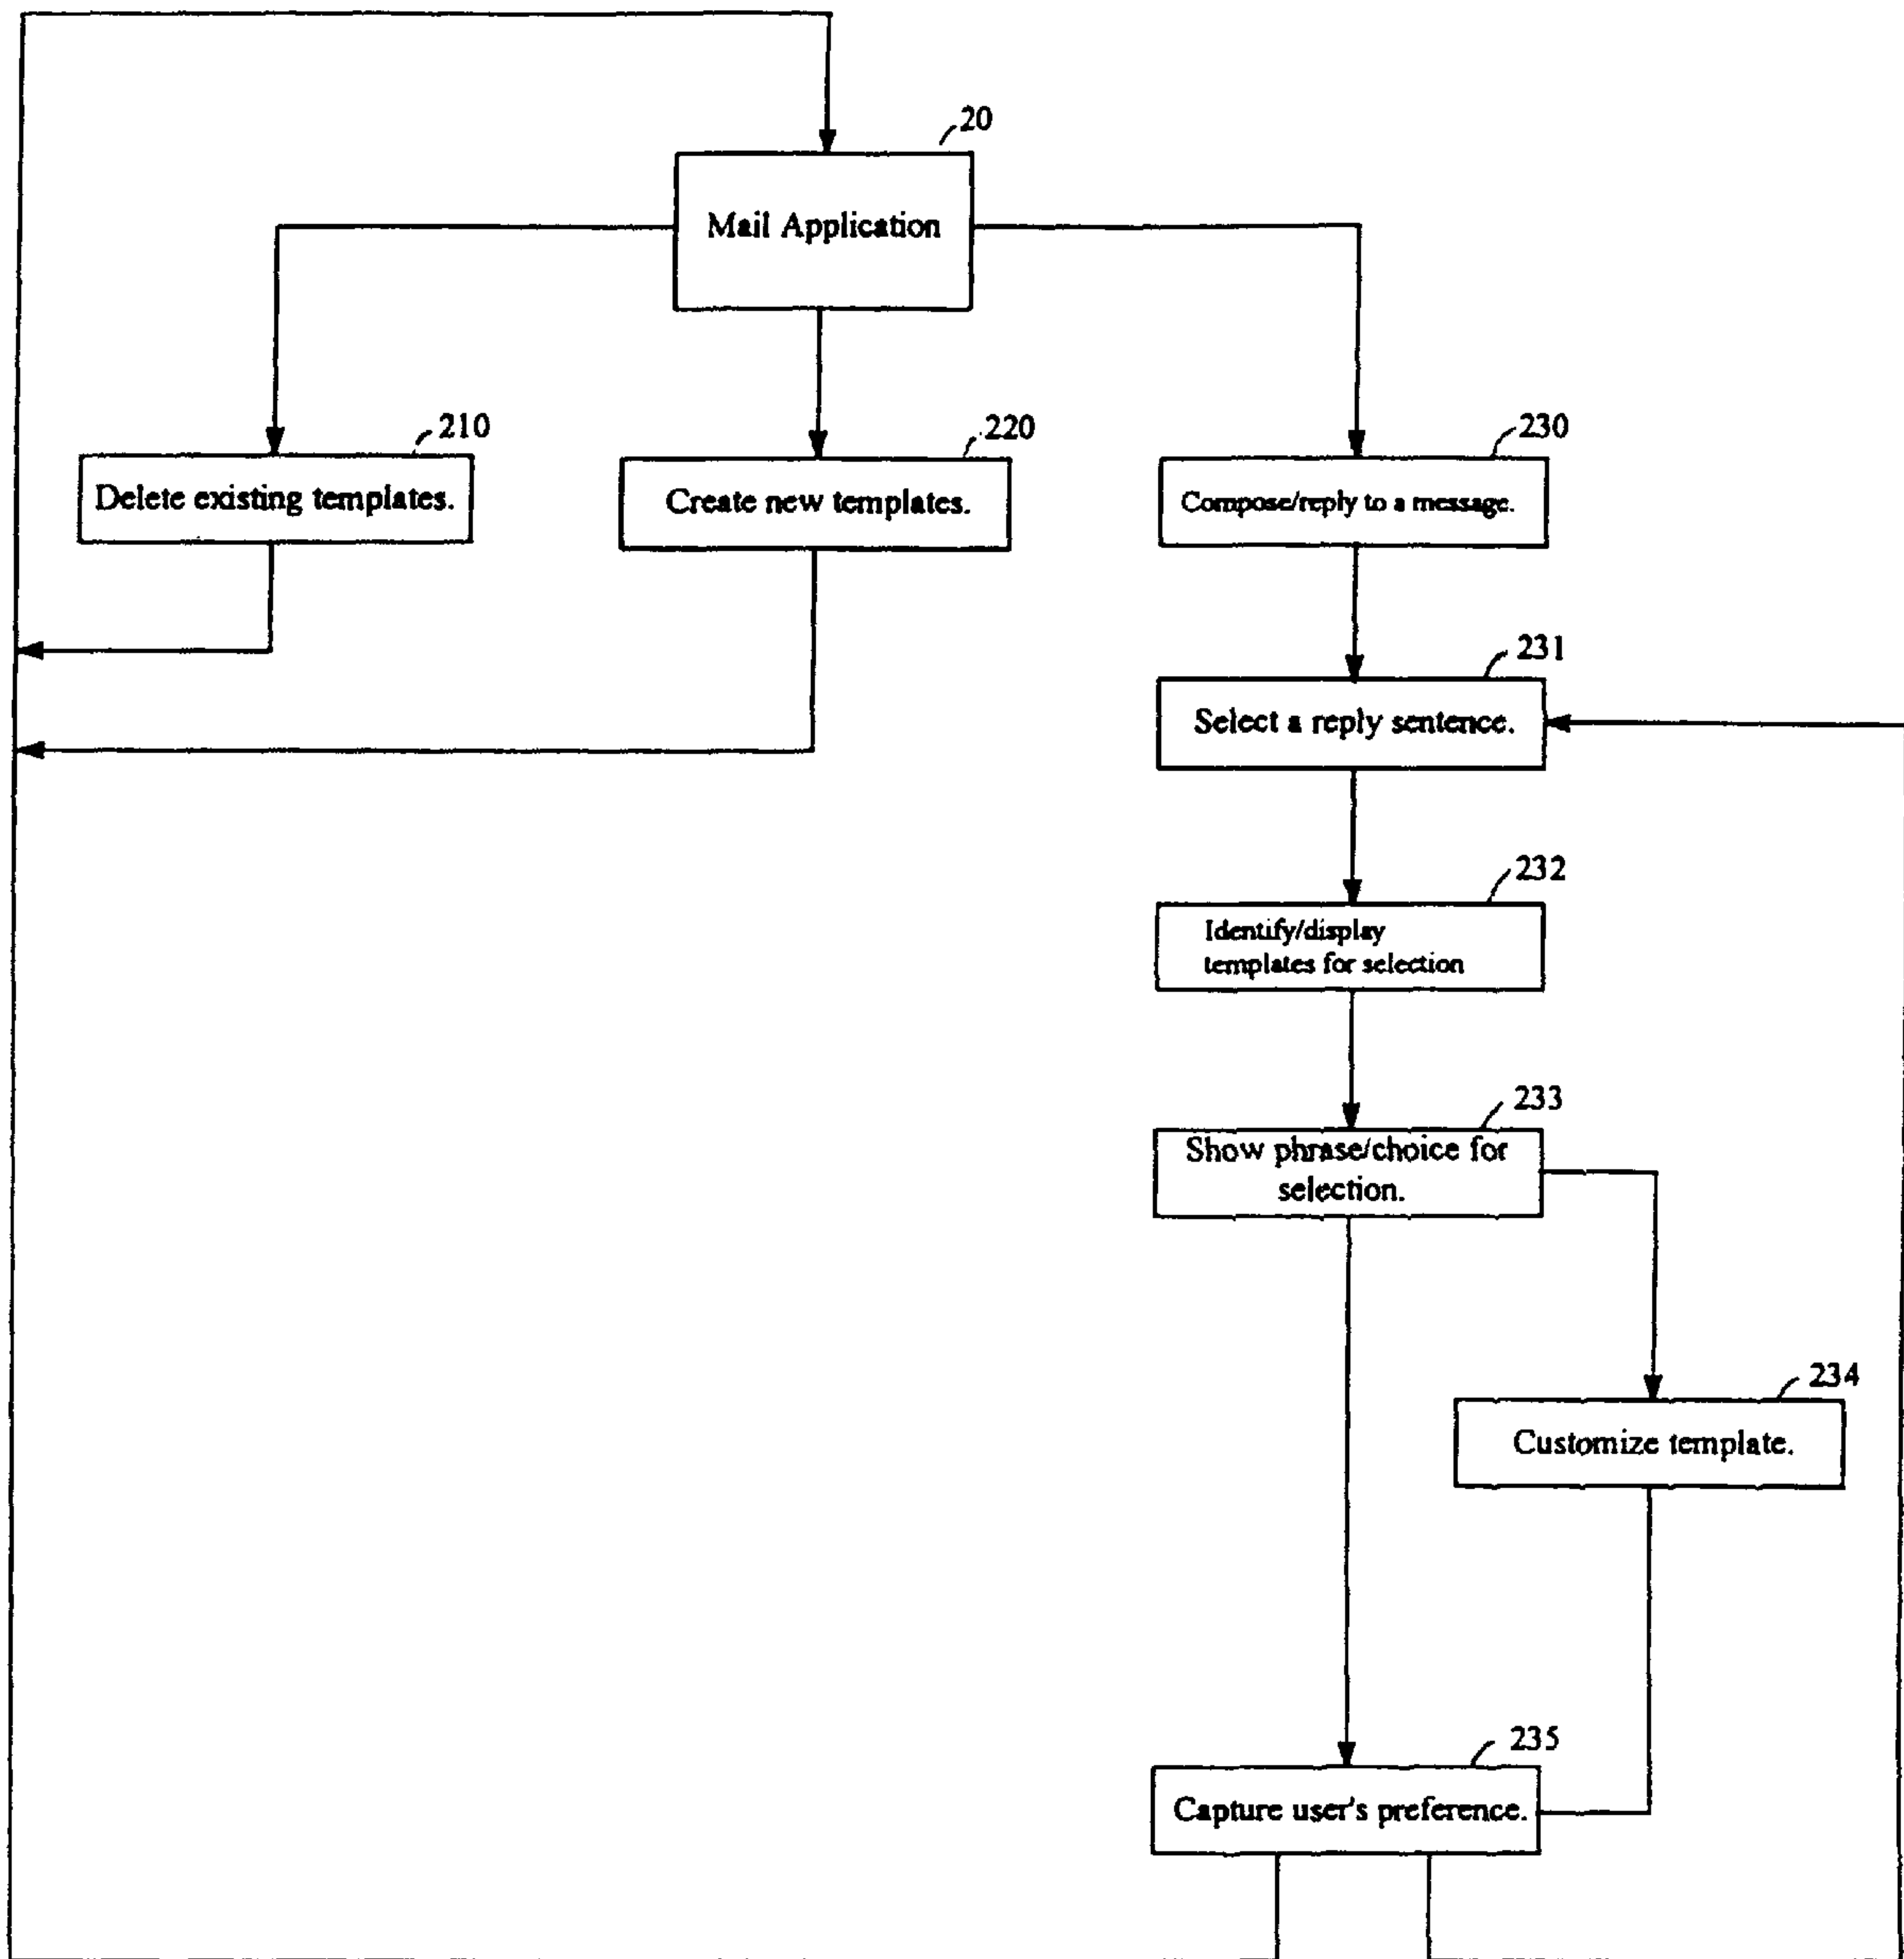 20
Mail Application
210
Delete existing templates.
220
Create new templates.
230
Compose/reply to a message.
231
Select a reply sentence.
232
Identify/display
templates for selection
233
Show phrase/choice for
selection.
234
Customize template.
235
Capture user's preference.